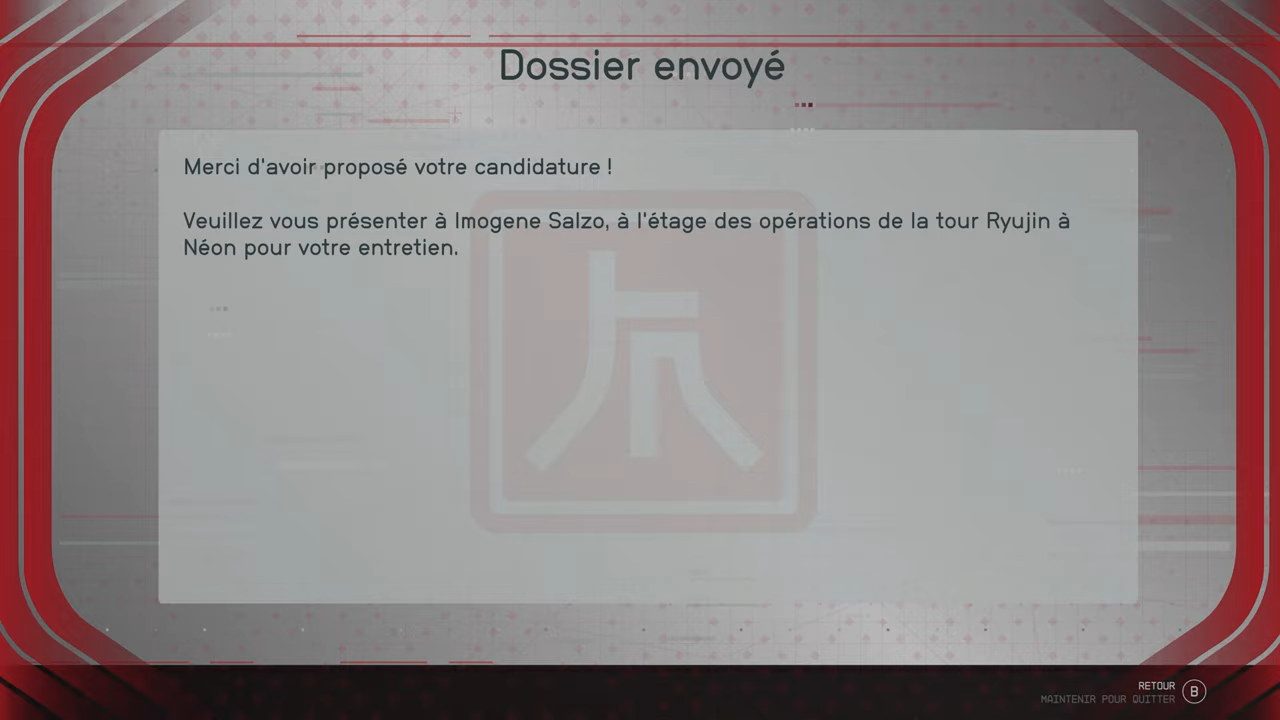 Dossier envoyé
Merci d'avoir proposé votre candidature !
Veuillez vous présenter à Imogene Salzo, à l'étage des opérations de la tour Ryujin à
Néon pour votre entretien.
RETOUR B
MAINTENIR POUR QUITTER